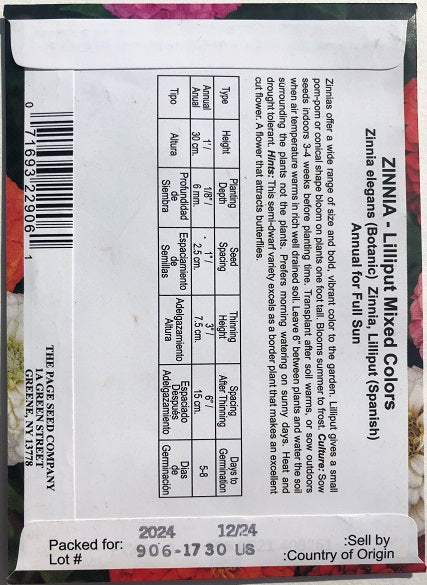 ZINNIA - Lilliput Mixed Colors
Zinnia elegans (Botanic) Zinnia, Lilliput (Spanish)
Annual for Full Sun
Zinnias offer a wide range of size and bold, vibrant color to the garden. Lilliput gives a small
pom-pom or conical shape bloom on plants one foot tall. Blooms summer to frost. Culture: Sow
seeds indoors 3-4 weeks before planting time. Transplant after soil warms, or sow outdoors
when air temperature warms in rich well drained soil. Leave 6" between plants and water the soil
surrounding the plants not the plants. Prefers morning watering on sunny days. Heat and
drought tolerant. Hints: This semi-dwarf variety excels as a border plant that makes an excellent
cut flower. A flower that attracts butterflies.
Type Height Planting Depth Seed Spacing Thinning Height Spacing After Thinning Days to Germination
Annual 1'/ 1/8"/ 1"/ 3"/ 6"/ 5-8
Anual 30 cm. 6 mm. 2.5 cm. 7.5 cm. 15 cm.
Tipo Altura Profundidad de Siembra Espaciamiento de Semillas Adelgazamiento Altura Espaciado Después Adelgazamiento Dias de Germinación
THE PAGE SEED COMPANY
1A GREEN STREET
GREENE, NY 13778
0 71693 22906 1
Packed for: 2024 12/24 :Sell by
Lot # 906-1730 US :Country of Origin